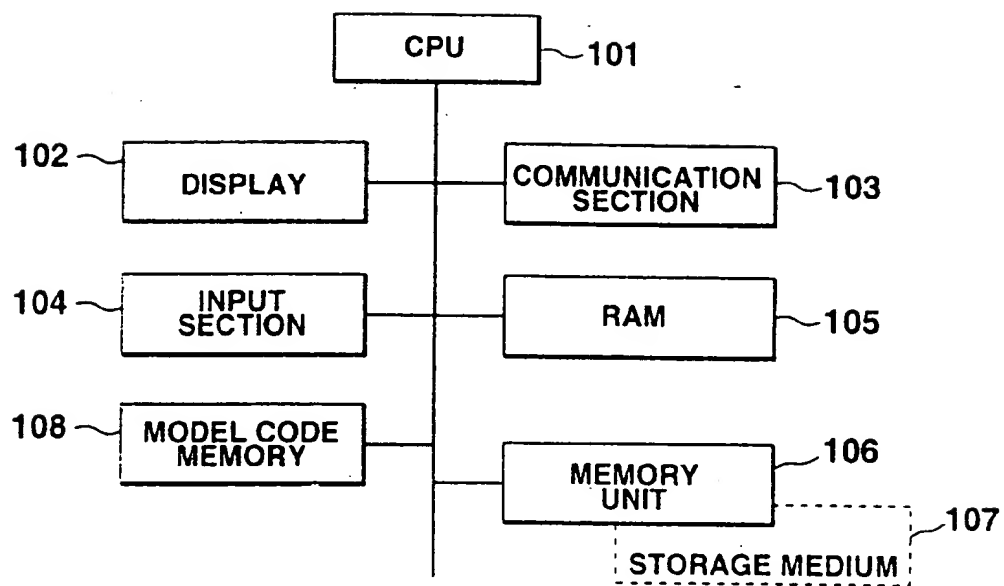 CPU
101
102
DISPLAY
COMMUNICATION
SECTION
103
104
INPUT
SECTION
RAM
105
108
MODEL CODE
MEMORY
MEMORY
UNIT
106
107
STORAGE MEDIUM